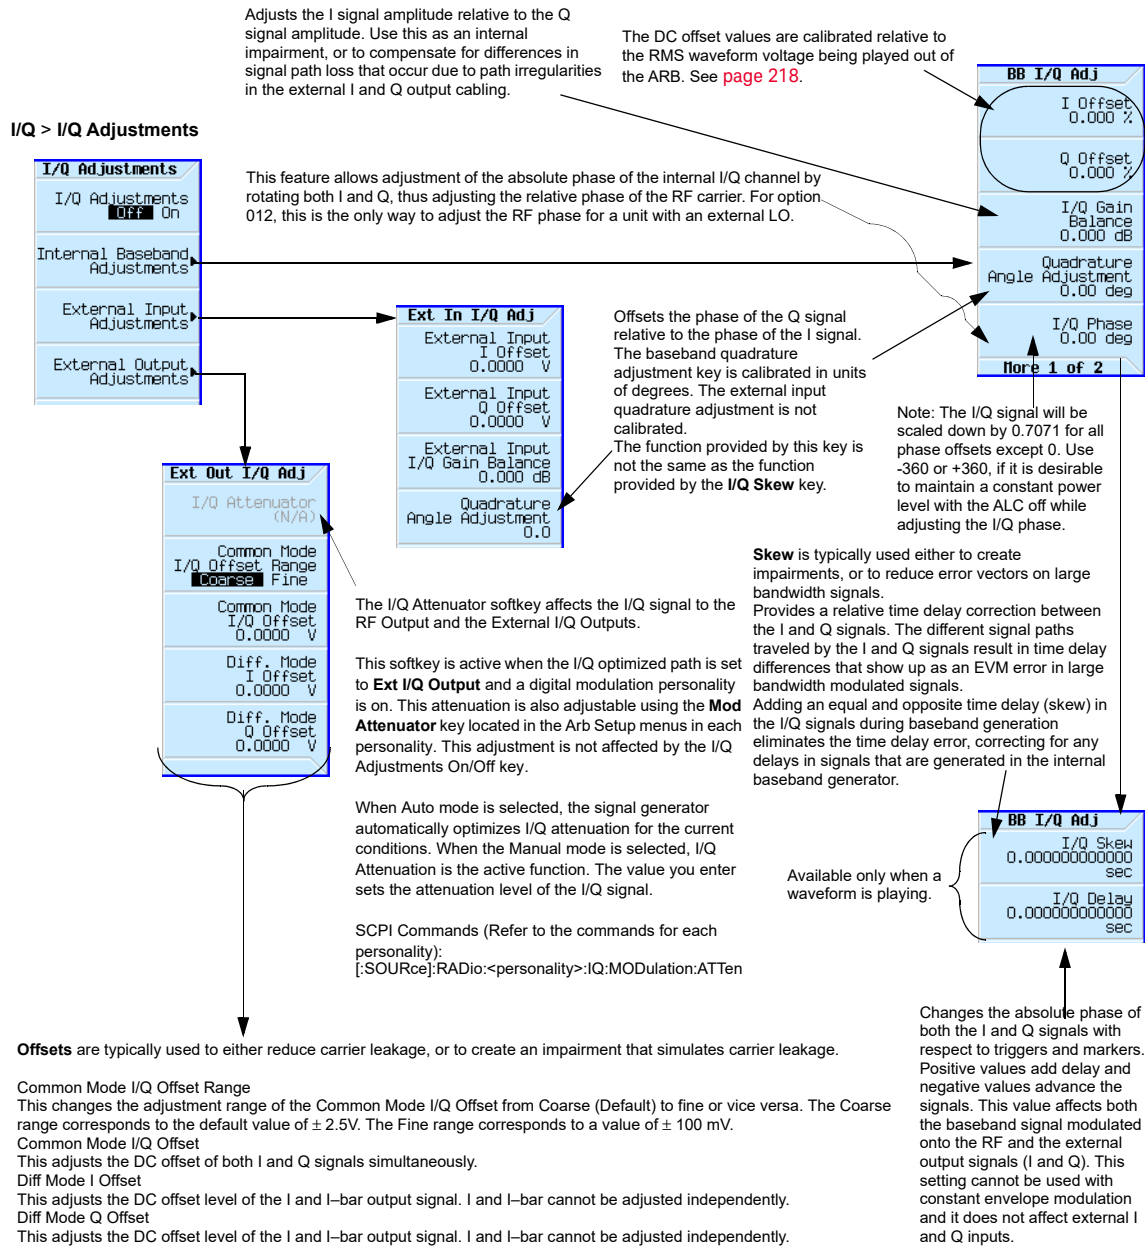 Adjusts the I signal amplitude relative to the Q
signal amplitude. Use this as an internal
impairment, or to compensate for differences in
signal path loss that occur due to path irregularities
in the external I and Q output cabling.
The DC offset values are calibrated relative to
the RMS waveform voltage being played out of
the ARB. See page 218.
I/Q > I/Q Adjustments
I/Q Adjustments
I/Q Adjustments
Off On
Internal Baseband
Adjustments
External Input
Adjustments
External Output
Adjustments
This feature allows adjustment of the absolute phase of the internal I/Q channel by
rotating both I and Q, thus adjusting the relative phase of the RF carrier. For option
012, this is the only way to adjust the RF phase for a unit with an external LO.
BB I/Q Adj
I Offset
0.000 %
Q Offset
0.000 %
I/Q Gain
Balance
0.000 dB
Quadrature
Angle Adjustment
0.00 deg
I/Q Phase
0.00 deg
More 1 of 2
Ext In I/Q Adj
External Input
I Offset
0.0000 V
External Input
Q Offset
0.0000 V
External Input
I/Q Gain Balance
0.000 dB
Quadrature
Angle Adjustment
0.0
Offsets the phase of the Q signal
relative to the phase of the I signal.
The baseband quadrature
adjustment key is calibrated in units
of degrees. The external input
quadrature adjustment is not
calibrated.
The function provided by this key is
not the same as the function
provided by the I/Q Skew key.
Note: The I/Q signal will be
scaled down by 0.7071 for all
phase offsets except 0. Use
-360 or +360, if it is desirable
to maintain a constant power
level with the ALC off while
adjusting the I/Q phase.
Ext Out I/Q Adj
I/Q Attenuator
(N/A)
Common Mode
I/Q Offset Range
Coarse Fine
Common Mode
I/Q Offset
0.0000 V
Diff. Mode
I Offset
0.0000 V
Diff. Mode
Q Offset
0.0000 V
The I/Q Attenuator softkey affects the I/Q signal to the
RF Output and the External I/Q Outputs.
This softkey is active when the I/Q optimized path is set
to Ext I/Q Output and a digital modulation personality
is on. This attenuation is also adjustable using the Mod
Attenuator key located in the Arb Setup menus in each
personality. This adjustment is not affected by the I/Q
Adjustments On/Off key.
When Auto mode is selected, the signal generator
automatically optimizes I/Q attenuation for the current
conditions. When the Manual mode is selected, I/Q
Attenuation is the active function. The value you enter
sets the attenuation level of the I/Q signal.
SCPI Commands (Refer to the commands for each
personality):
[:SOURce]:RADio:<personality>:IQ:MODulation:ATTen
Skew is typically used either to create
impairments, or to reduce error vectors on large
bandwidth signals.
Provides a relative time delay correction between
the I and Q signals. The different signal paths
traveled by the I and Q signals result in time delay
differences that show up as an EVM error in large
bandwidth modulated signals.
Adding an equal and opposite time delay (skew) in
the I/Q signals during baseband generation
eliminates the time delay error, correcting for any
delays in signals that are generated in the internal
baseband generator.
BB I/Q Adj
I/Q Skew
0.000000000000
sec
I/Q Delay
0.000000000000
sec
Available only when a
waveform is playing.
Changes the absolute phase of
both the I and Q signals with
respect to triggers and markers.
Positive values add delay and
negative values advance the
signals. This value affects both
the baseband signal modulated
onto the RF and the external
output signals (I and Q). This
setting cannot be used with
constant envelope modulation
and it does not affect external I
and Q inputs.
Offsets are typically used to either reduce carrier leakage, or to create an impairment that simulates carrier leakage.
Common Mode I/Q Offset Range
This changes the adjustment range of the Common Mode I/Q Offset from Coarse (Default) to fine or vice versa. The Coarse
range corresponds to the default value of ± 2.5V. The Fine range corresponds to a value of ± 100 mV.
Common Mode I/Q Offset
This adjusts the DC offset of both I and Q signals simultaneously.
Diff Mode I Offset
This adjusts the DC offset level of the I and I–bar output signal. I and I–bar cannot be adjusted independently.
Diff Mode Q Offset
This adjusts the DC offset level of the I and I–bar output signal. I and I–bar cannot be adjusted independently.